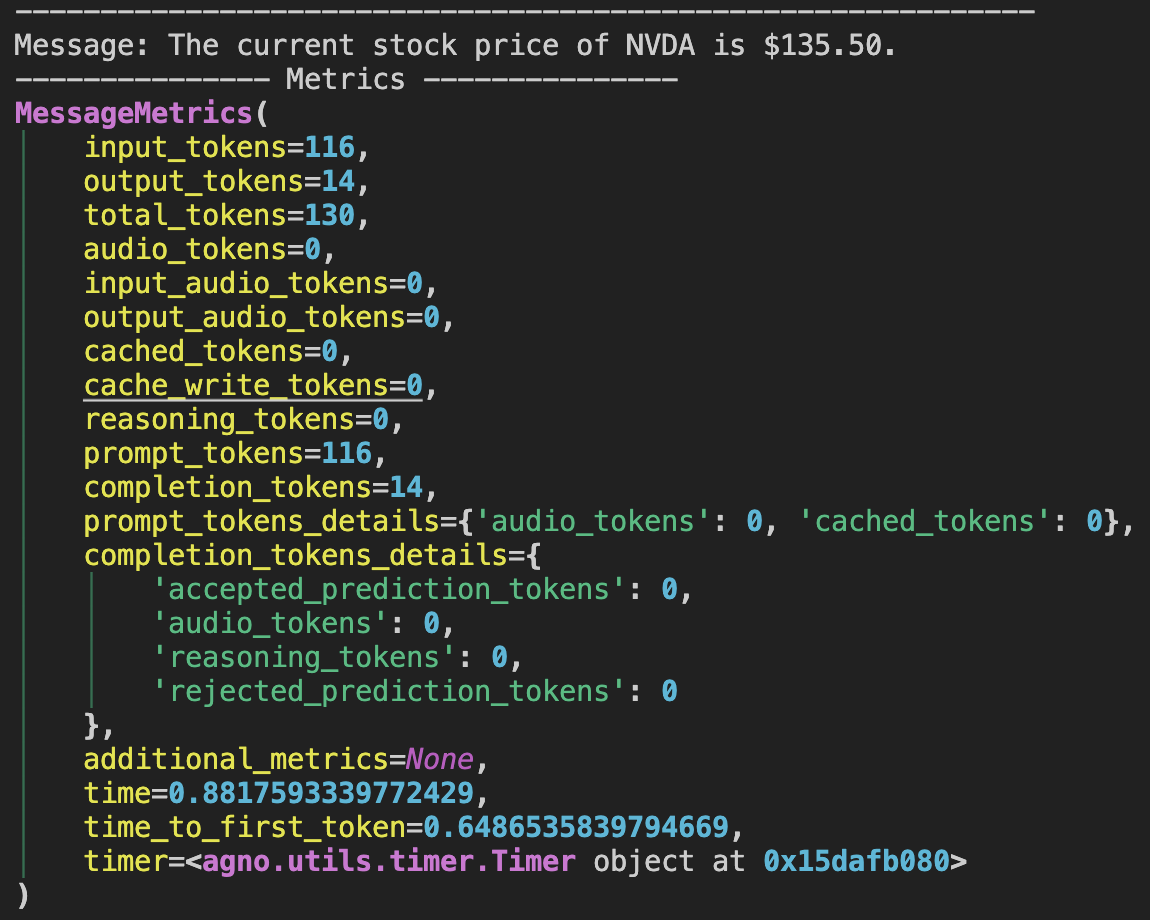 ------------------------------------------------------------
Message: The current stock price of NVDA is $135.50.
--------------- Metrics ---------------
MessageMetrics(
    input_tokens=116,
    output_tokens=14,
    total_tokens=130,
    audio_tokens=0,
    input_audio_tokens=0,
    output_audio_tokens=0,
    cached_tokens=0,
    cache_write_tokens=0,
    reasoning_tokens=0,
    prompt_tokens=116,
    completion_tokens=14,
    prompt_tokens_details={'audio_tokens': 0, 'cached_tokens': 0},
    completion_tokens_details={
        'accepted_prediction_tokens': 0,
        'audio_tokens': 0,
        'reasoning_tokens': 0,
        'rejected_prediction_tokens': 0
    },
    additional_metrics=None,
    time=0.8817593339772429,
    time_to_first_token=0.6486535839794669,
    timer=<agno.utils.timer.Timer object at 0x15dafb080>
)